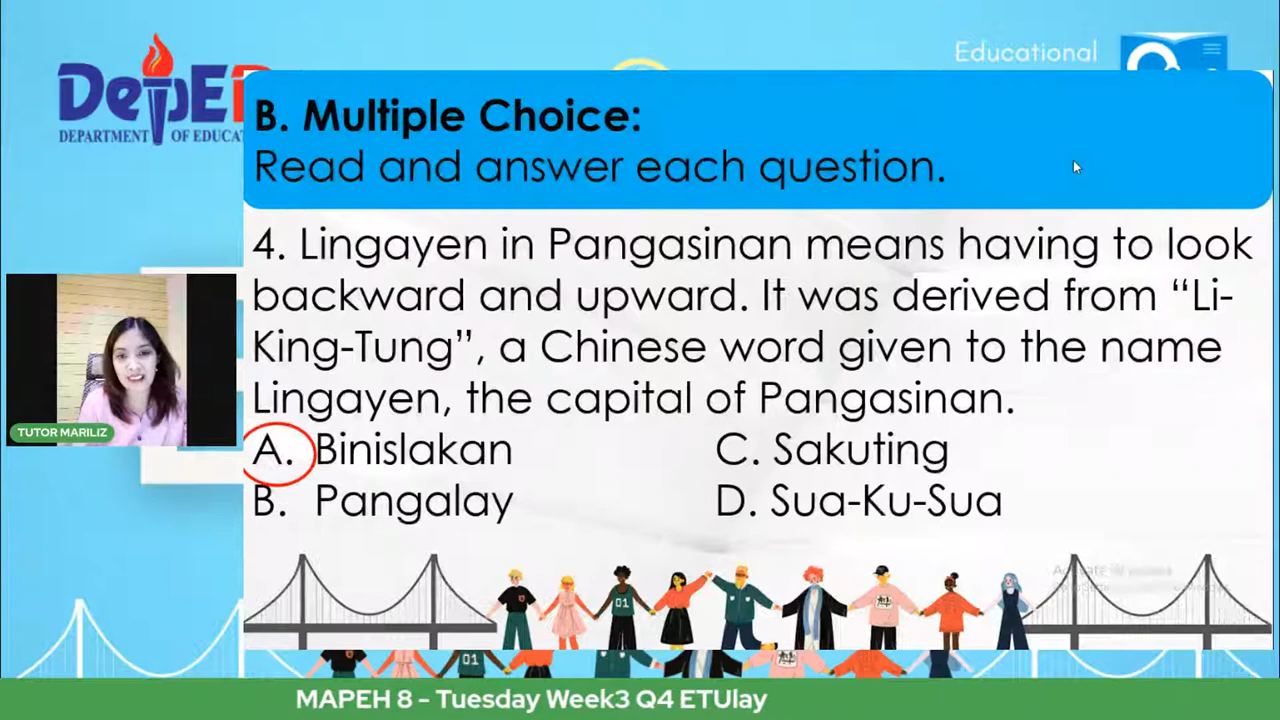 DepED
DEPARTMENT OF EDUCAT
Educational
B. Multiple Choice:
Read and answer each question.
4. Lingayen in Pangasinan means having to look
backward and upward. It was derived from “Li-
King-Tung”, a Chinese word given to the name
Lingayen, the capital of Pangasinan.
A. Binislakan
C. Sakuting
B. Pangalay
D. Sua-Ku-Sua
TUTOR MARILIZ
01
01
MAPEH 8 - Tuesday Week3 Q4 ETUlay